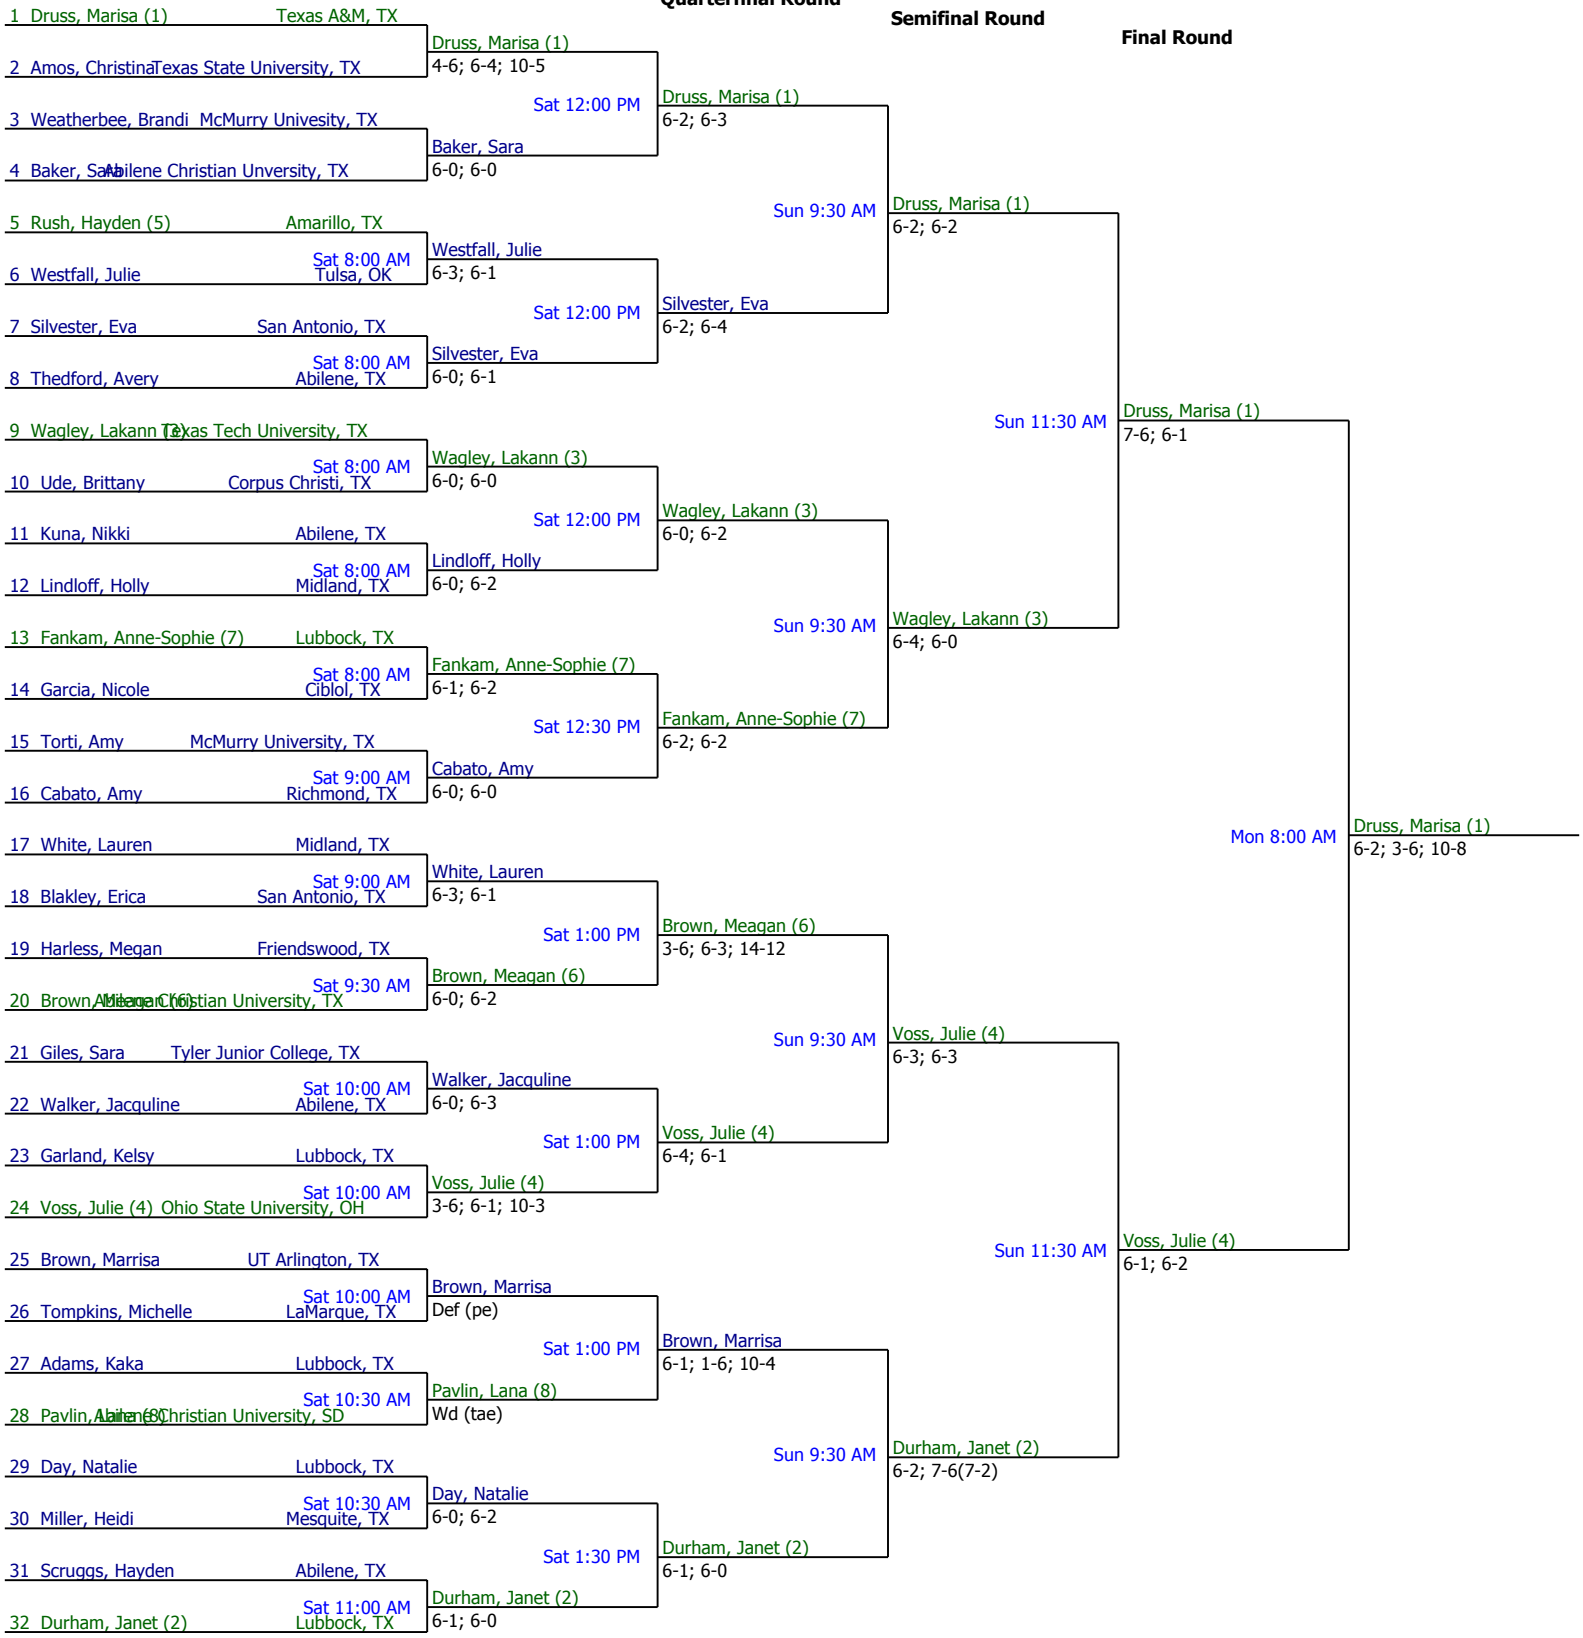 Quarterfinal Round
Semifinal Round
Final Round
1 Druss, Marisa (1) Texas A&M, TX
Druss, Marisa (1)
4-6; 6-4; 10-5
2 Amos, Christina Texas State University, TX
Sat 12:00 PM
Druss, Marisa (1)
6-2; 6-3
3 Weatherbee, Brandi McMurry Univesity, TX
Baker, Sara
6-0; 6-0
4 Baker, Sara Abilene Christian Unversity, TX
Sun 9:30 AM
Druss, Marisa (1)
6-2; 6-2
5 Rush, Hayden (5) Amarillo, TX
Sat 8:00 AM
Westfall, Julie
6-3; 6-1
6 Westfall, Julie Tulsa, OK
Sat 12:00 PM
Silvester, Eva
6-2; 6-4
7 Silvester, Eva San Antonio, TX
Sat 8:00 AM
Silvester, Eva
6-0; 6-1
8 Thedford, Avery Abilene, TX
Sun 11:30 AM
Druss, Marisa (1)
7-6; 6-1
9 Wagley, Lakann (3) Texas Tech University, TX
Sat 8:00 AM
Wagley, Lakann (3)
6-0; 6-0
10 Ude, Brittany Corpus Christi, TX
Sat 12:00 PM
Wagley, Lakann (3)
6-0; 6-2
11 Kuna, Nikki Abilene, TX
Sat 8:00 AM
Lindloff, Holly
6-0; 6-2
12 Lindloff, Holly Midland, TX
Sun 9:30 AM
Wagley, Lakann (3)
6-4; 6-0
13 Fankam, Anne-Sophie (7) Lubbock, TX
Sat 8:00 AM
Fankam, Anne-Sophie (7)
6-1; 6-2
14 Garcia, Nicole Ciblol, TX
Sat 12:30 PM
Fankam, Anne-Sophie (7)
6-2; 6-2
15 Torti, Amy McMurry University, TX
Sat 9:00 AM
Cabato, Amy
6-0; 6-0
16 Cabato, Amy Richmond, TX
Mon 8:00 AM
Druss, Marisa (1)
6-2; 3-6; 10-8
17 White, Lauren Midland, TX
Sat 9:00 AM
White, Lauren
6-3; 6-1
18 Blakley, Erica San Antonio, TX
Sat 1:00 PM
Brown, Meagan (6)
3-6; 6-3; 14-12
19 Harless, Megan Friendswood, TX
Sat 9:30 AM
Brown, Meagan (6)
6-0; 6-2
20 Brown, Meagan (6) Abilene Christian University, TX
Sun 9:30 AM
Voss, Julie (4)
6-3; 6-3
21 Giles, Sara Tyler Junior College, TX
Sat 10:00 AM
Walker, Jacquline
6-0; 6-3
22 Walker, Jacquline Abilene, TX
Sat 1:00 PM
Voss, Julie (4)
6-4; 6-1
23 Garland, Kelsy Lubbock, TX
Sat 10:00 AM
Voss, Julie (4)
3-6; 6-1; 10-3
24 Voss, Julie (4) Ohio State University, OH
Sun 11:30 AM
Voss, Julie (4)
6-1; 6-2
25 Brown, Marrisa UT Arlington, TX
Sat 10:00 AM
Brown, Marrisa
Def (pe)
26 Tompkins, Michelle LaMarque, TX
Sat 1:00 PM
Brown, Marrisa
6-1; 1-6; 10-4
27 Adams, Kaka Lubbock, TX
Sat 10:30 AM
Pavlin, Lana (8)
Wd (tae)
28 Pavlin, Lana (8) Abilene Christian University, SD
Sun 9:30 AM
Durham, Janet (2)
6-2; 7-6(7-2)
29 Day, Natalie Lubbock, TX
Sat 10:30 AM
Day, Natalie
6-0; 6-2
30 Miller, Heidi Mesquite, TX
Sat 1:30 PM
Durham, Janet (2)
6-1; 6-0
31 Scruggs, Hayden Abilene, TX
Sat 11:00 AM
Durham, Janet (2)
6-1; 6-0
32 Durham, Janet (2) Lubbock, TX